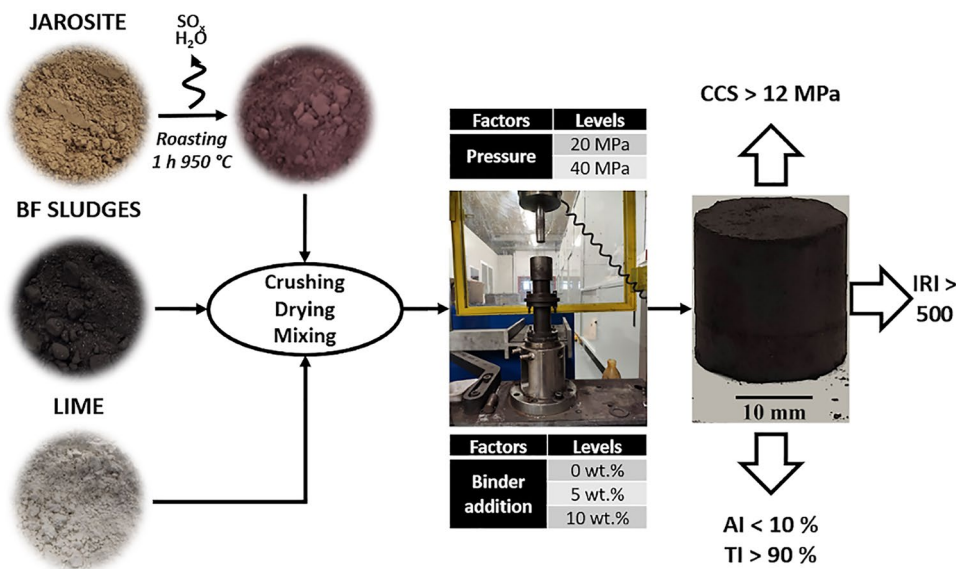 JAROSITE
SOₓ
H₂O
Roasting
1 h 950 °C
BF SLUDGES
LIME
Crushing
Drying
Mixing
Factors Levels
Pressure 20 MPa
40 MPa
Factors Levels
Binder addition 0 wt.%
5 wt.%
10 wt.%
CCS > 12 MPa
IRI >
500
10 mm
AI < 10 %
TI > 90 %